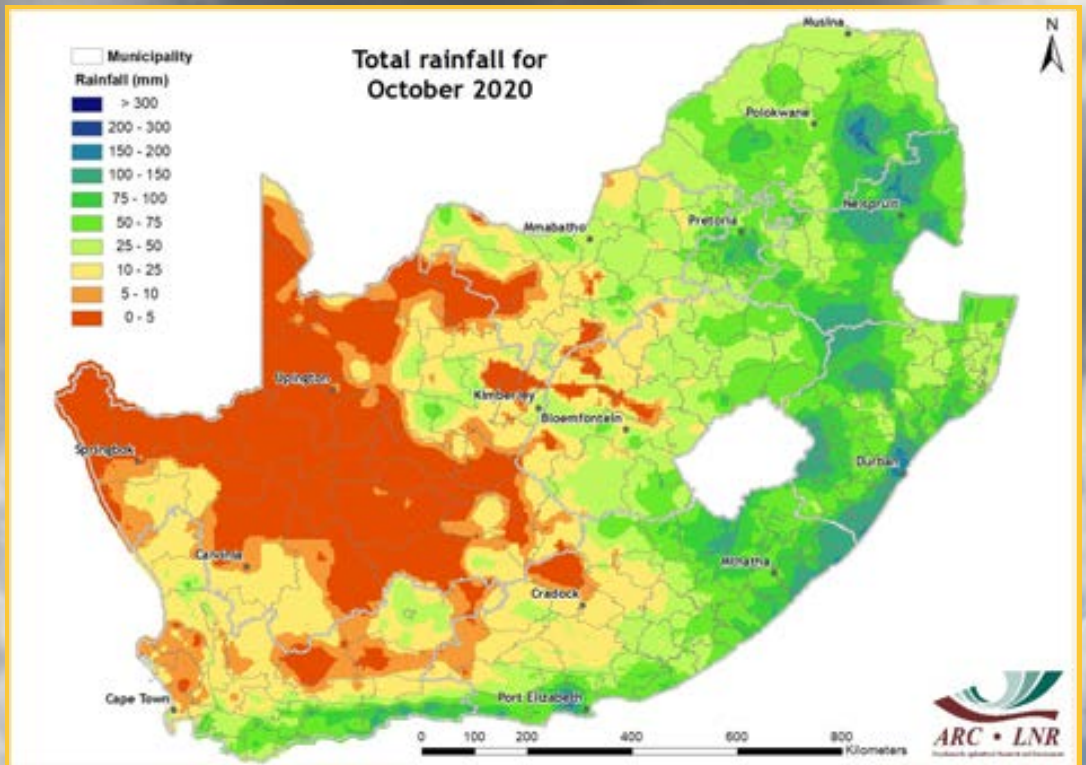 Total rainfall for
October 2020
N
Municipality
Rainfall (mm)
> 300
200 - 300
150 - 200
100 - 150
75 - 100
50 - 75
25 - 50
10 - 25
5 - 10
0 - 5
Musina
Polokwane
Nelspruit
Pretoria
Mmabatho
Upington
Kimberley
Bloemfontein
Springbok
Durban
Calvinia
Mthatha
Cradock
Cape Town
Port Elizabeth
0 100 200 400 600 800
Kilometers
ARC • LNR